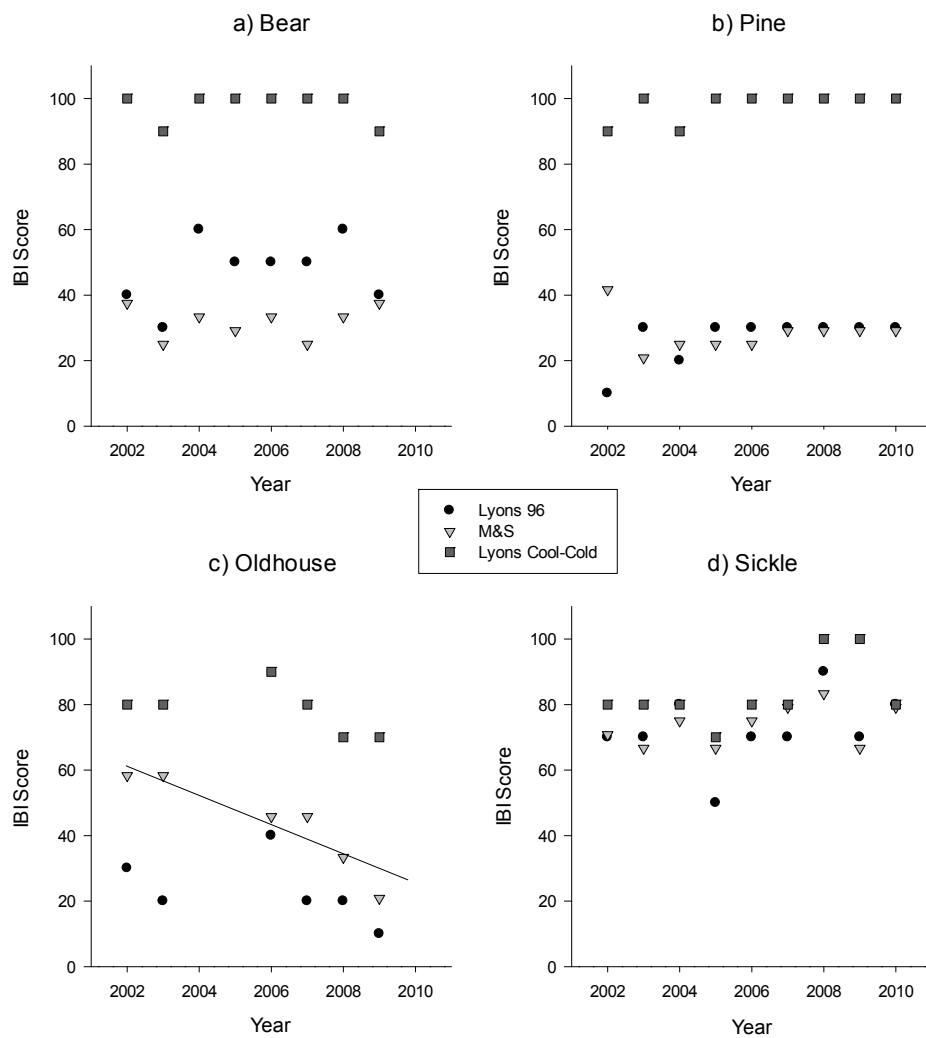 a) Bear
b) Pine
100
80
60
40
20
0
IBI Score
2002 2004 2006 2008 2010
Year
100
80
60
40
20
0
IBI Score
2002 2004 2006 2008 2010
Year
Lyons 96
M&S
Lyons Cool-Cold
c) Oldhouse
d) Sickle
100
80
60
40
20
0
IBI Score
2002 2004 2006 2008 2010
Year
100
80
60
40
20
0
IBI Score
2002 2004 2006 2008 2010
Year